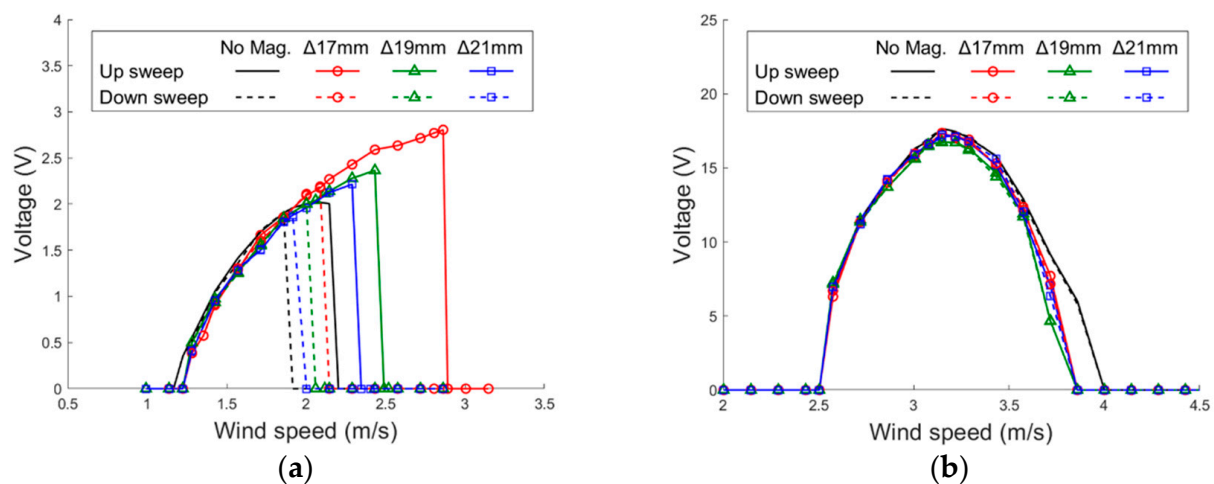 No Mag. Δ17mm Δ19mm Δ21mm
Up sweep
Down sweep
Voltage (V)
4
3.5
3
2.5
2
1.5
1
0.5
0
0.5 1 1.5 2 2.5 3 3.5
Wind speed (m/s)
(a)
No Mag. Δ17mm Δ19mm Δ21mm
Up sweep
Down sweep
Voltage (V)
25
20
15
10
5
0
2 2.5 3 3.5 4 4.5
Wind speed (m/s)
(b)